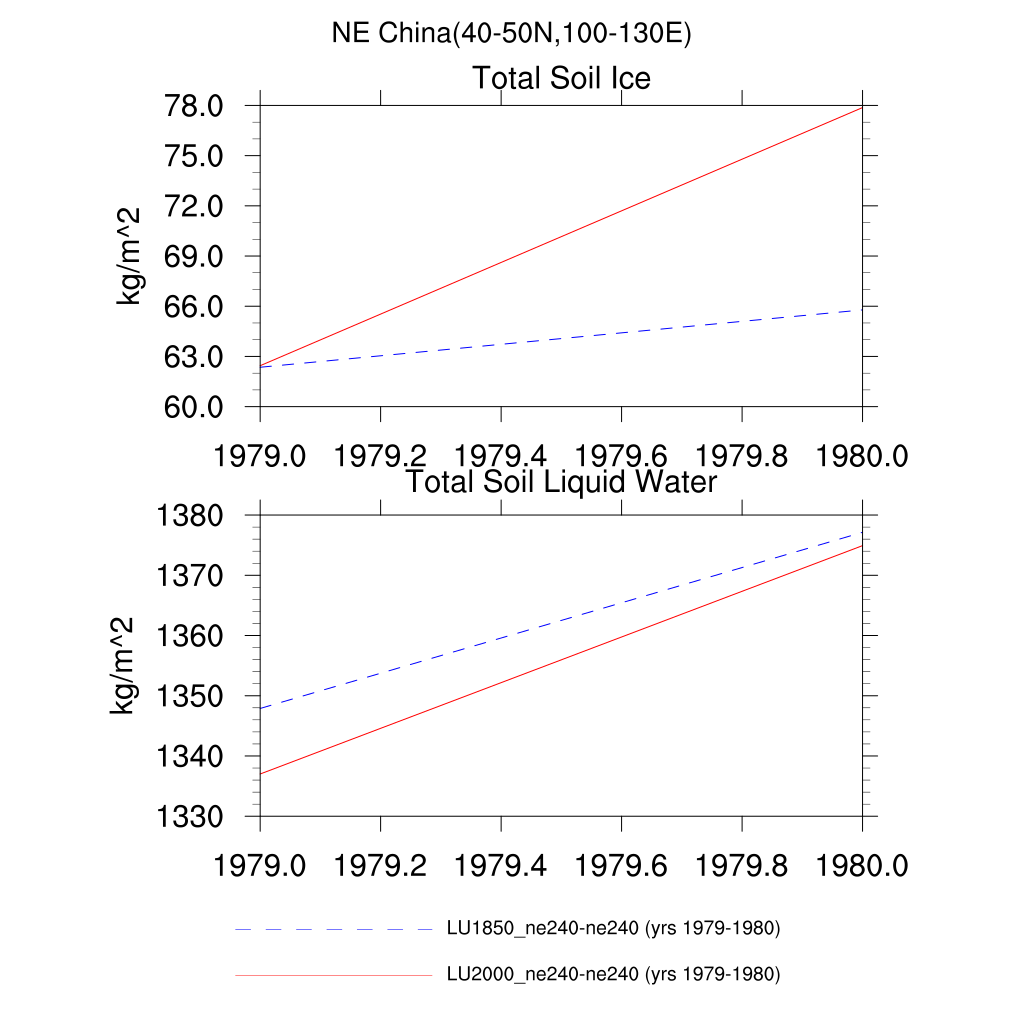 NE China(40-50N,100-130E)
Total Soil Ice
kg/m^2
78.0
75.0
72.0
69.0
66.0
63.0
60.0
1979.0 1979.2 1979.4 1979.6 1979.8 1980.0
Total Soil Liquid Water
kg/m^2
1380
1370
1360
1350
1340
1330
1979.0 1979.2 1979.4 1979.6 1979.8 1980.0
LU1850_ne240-ne240 (yrs 1979-1980)
LU2000_ne240-ne240 (yrs 1979-1980)